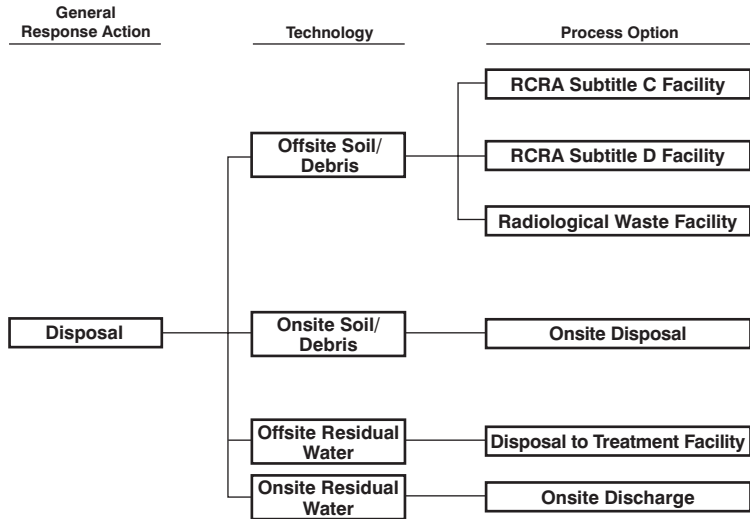 General
Response Action
Technology
Process Option
RCRA Subtitle C Facility
Offsite Soil/
Debris
RCRA Subtitle D Facility
Radiological Waste Facility
Disposal
Onsite Soil/
Debris
Onsite Disposal
Offsite Residual
Water
Disposal to Treatment Facility
Onsite Residual
Water
Onsite Discharge